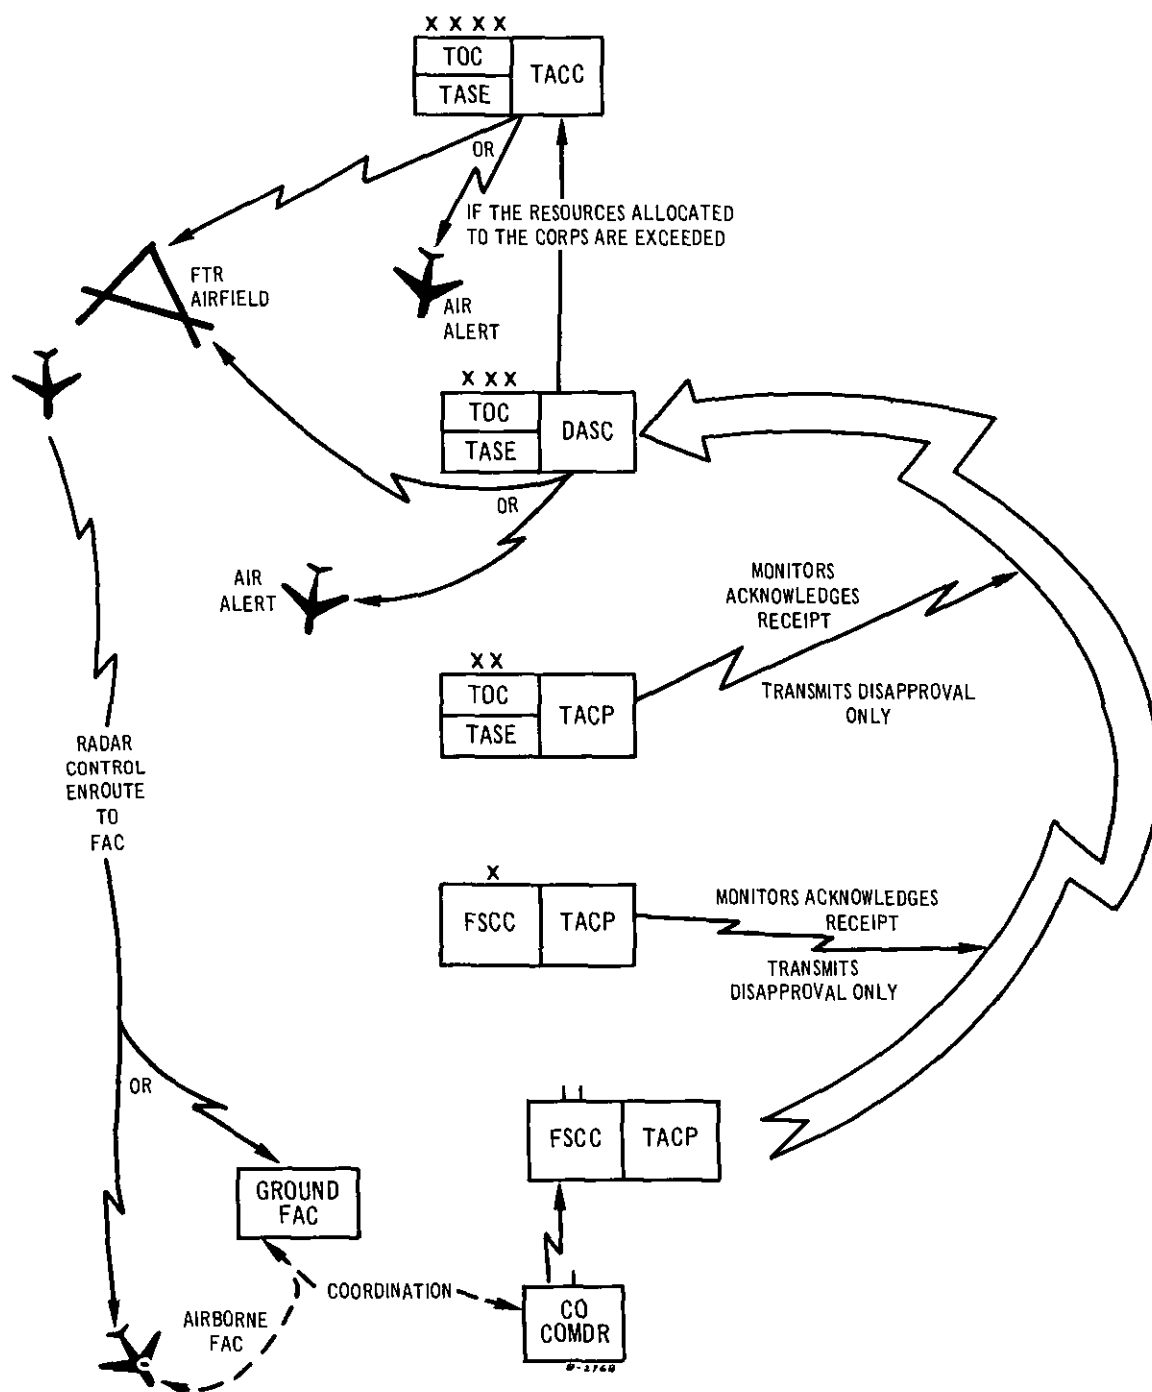 X X X X
TOC
TACC
TASE
OR
IF THE RESOURCES ALLOCATED
TO THE CORPS ARE EXCEEDED
FTR
AIRFIELD
AIR
ALERT
X X X
TOC
DASC
TASE
OR
AIR
ALERT
MONITORS
ACKNOWLEDGES
RECEIPT
TRANSMITS DISAPPROVAL
ONLY
X X
TOC
TACP
TASE
RADAR
CONTROL
ENROUTE
TO
FAC
X
FSCC
TACP
MONITORS ACKNOWLEDGES
RECEIPT
TRANSMITS
DISAPPROVAL ONLY
OR
FSCC
TACP
GROUND
FAC
COORDINATION
AIRBORNE
FAC
CO
COMDR
B-2768